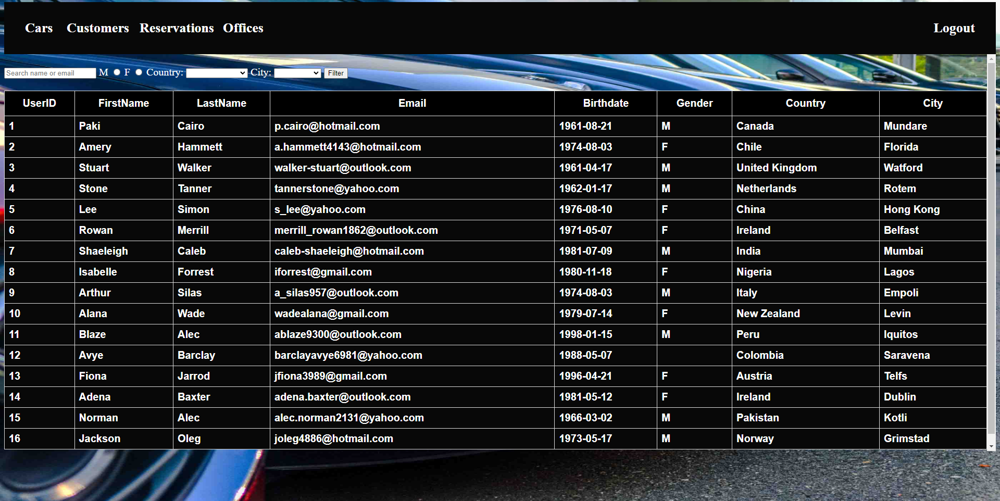 Cars Customers Reservations Offices Logout
Search name or email M F Country: City: Filter
UserID FirstName LastName Email Birthdate Gender Country City
1 Paki Cairo p.cairo@hotmail.com 1961-08-21 M Canada Mundare
2 Amery Hammett a.hammett4143@hotmail.com 1974-08-03 F Chile Florida
3 Stuart Walker walker-stuart@outlook.com 1961-04-17 M United Kingdom Watford
4 Stone Tanner tannerstone@yahoo.com 1962-01-17 M Netherlands Rotem
5 Lee Simon s_lee@yahoo.com 1976-08-10 F China Hong Kong
6 Rowan Merrill merrill_rowan1862@outlook.com 1971-05-07 F Ireland Belfast
7 Shaeleigh Caleb caleb-shaeleigh@hotmail.com 1981-07-09 M India Mumbai
8 Isabelle Forrest iforrest@gmail.com 1980-11-18 F Nigeria Lagos
9 Arthur Silas a_silas957@outlook.com 1974-08-03 M Italy Empoli
10 Alana Wade wadealana@gmail.com 1979-07-14 F New Zealand Levin
11 Blaze Alec ablaze9300@outlook.com 1998-01-15 M Peru Iquitos
12 Avye Barclay barclayavye6981@yahoo.com 1988-05-07 Colombia Saravena
13 Fiona Jarrod jfiona3989@gmail.com 1996-04-21 F Austria Telfs
14 Adena Baxter adena.baxter@outlook.com 1981-05-12 F Ireland Dublin
15 Norman Alec alec.norman2131@yahoo.com 1966-03-02 M Pakistan Kotli
16 Jackson Oleg joleg4886@hotmail.com 1973-05-17 M Norway Grimstad